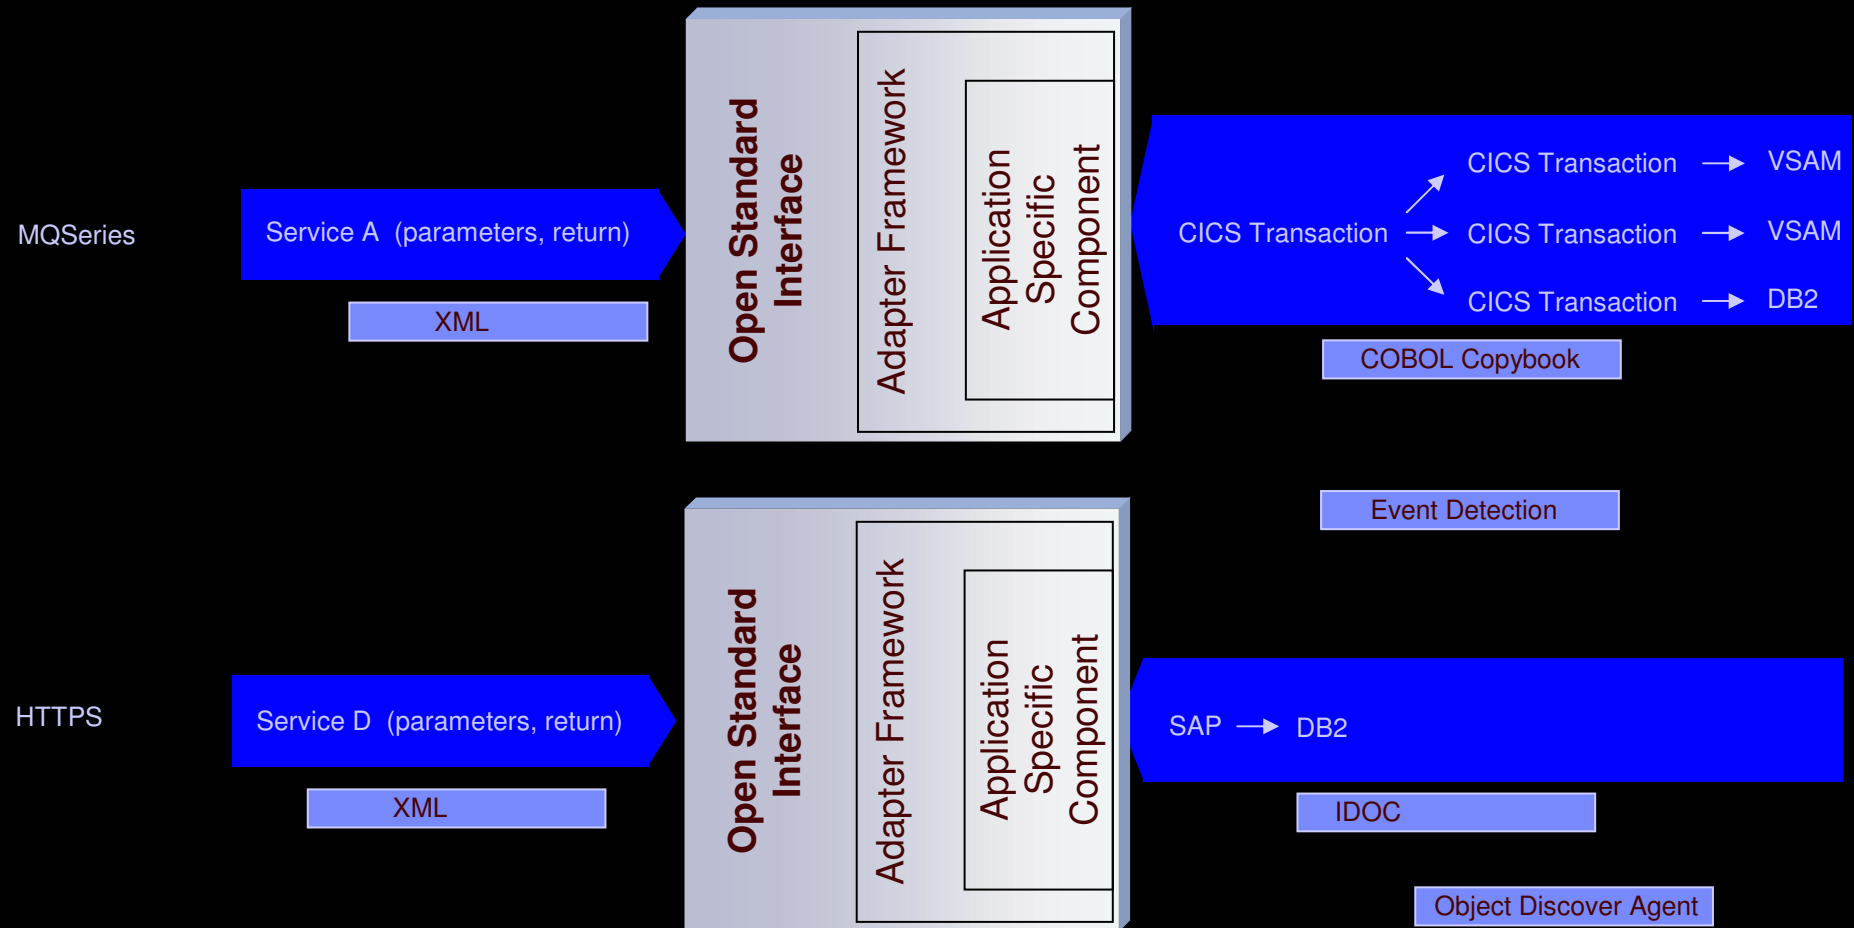 MQSeries
Service A (parameters, return)
XML
Open Standard
Interface
Adapter Framework
Application
Specific
Component
CICS Transaction
CICS Transaction
VSAM
CICS Transaction
VSAM
CICS Transaction
DB2
COBOL Copybook
Event Detection
HTTPS
Service D (parameters, return)
XML
Open Standard
Interface
Adapter Framework
Application
Specific
Component
SAP
DB2
IDOC
Object Discover Agent